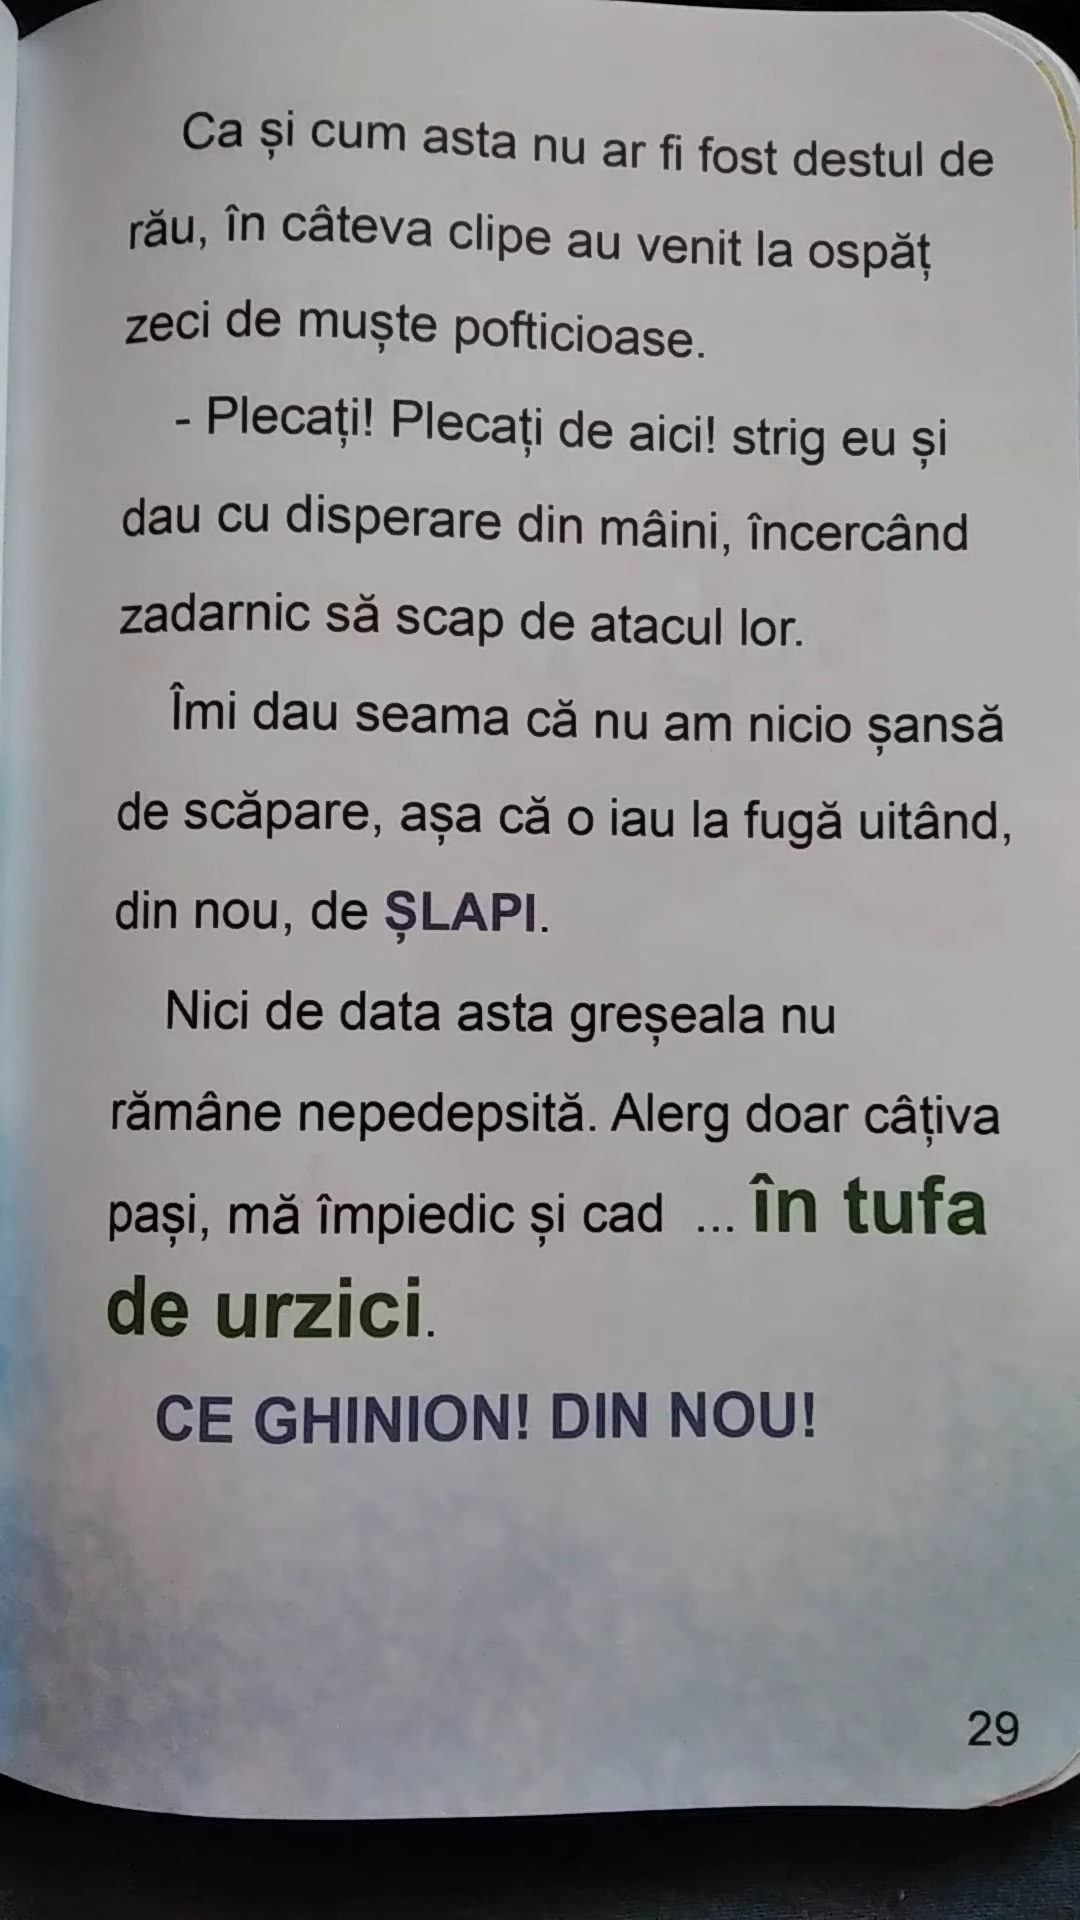 Ca și cum asta nu ar fi fost destul de
rău, în câteva clipe au venit la ospăț
zeci de muște pofticioase.
- Plecați! Plecați de aici! strig eu și
dau cu disperare din mâini, încercând
zadarnic să scap de atacul lor.
Îmi dau seama că nu am nicio șansă
de scăpare, așa că o iau la fugă uitând,
din nou, de ȘLAPI.
Nici de data asta greșeala nu
rămâne nepedepsită. Alerg doar câțiva
pași, mă împiedic și cad ... în tufa
de urzici.
CE GHINION! DIN NOU!
29